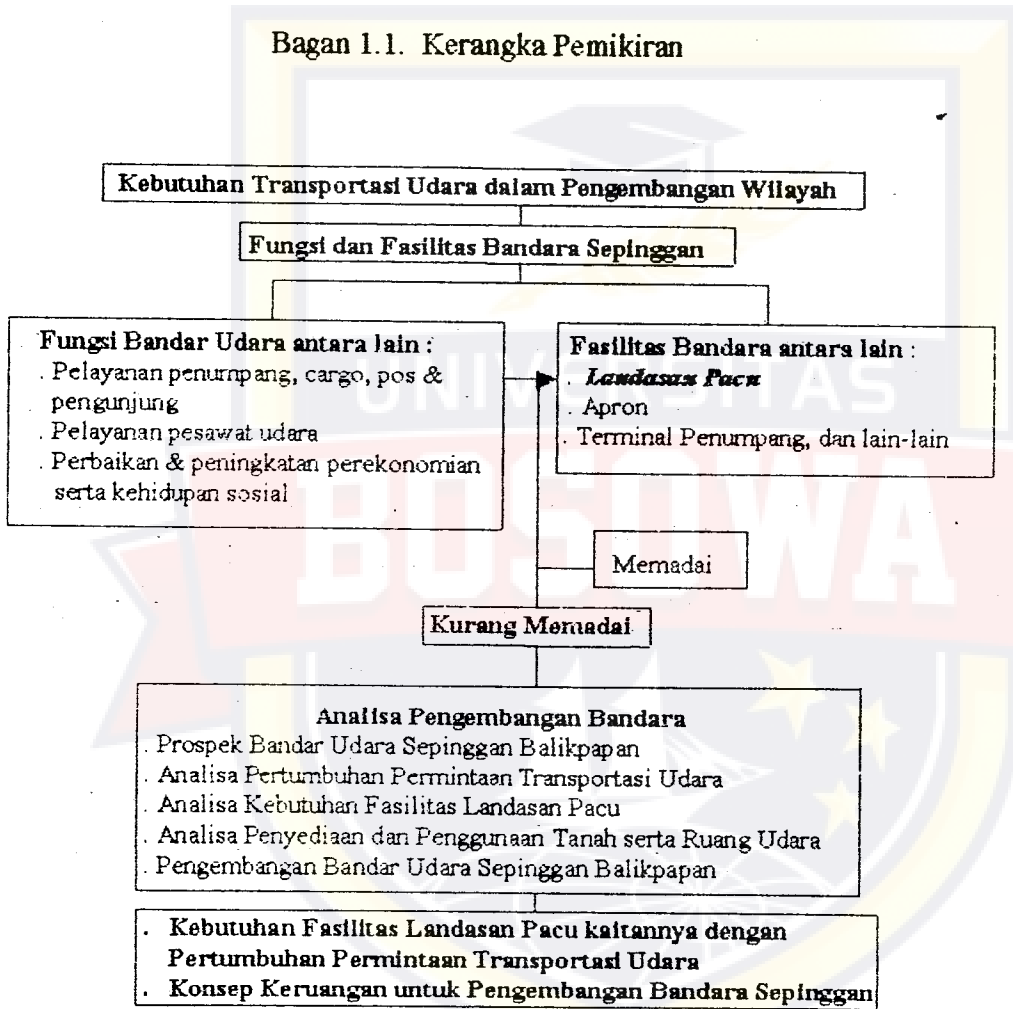 Bagan 1.1. Kerangka Pemikiran
Kebutuhan Transportasi Udara dalam Pengembangan Wilayah
Fungsi dan Fasilitas Bandara Sepinggan
Fungsi Bandar Udara antara lain :
. Pelayanan penumpang, cargo, pos &
pengunjung
. Pelayanan pesawat udara
. Perbaikan & peningkatan perekonomian
serta kehidupan sosial
Fasilitas Bandara antara lain :
. Landasan Pacu
. Apron
. Terminal Penumpang, dan lain-lain
Memadai
Kurang Memadai
Analisa Pengembangan Bandara
. Prospek Bandar Udara Sepinggan Balikpapan
. Analisa Pertumbuhan Permintaan Transportasi Udara
. Analisa Kebutuhan Fasilitas Landasan Pacu
. Analisa Penyediaan dan Penggunaan Tanah serta Ruang Udara
. Pengembangan Bandar Udara Sepinggan Balikpapan
. Kebutuhan Fasilitas Landasan Pacu kaitannya dengan
Pertumbuhan Permintaan Transportasi Udara
. Konsep Keruangan untuk Pengembangan Bandara Sepinggan
UNIVERSITAS
BOSOWA